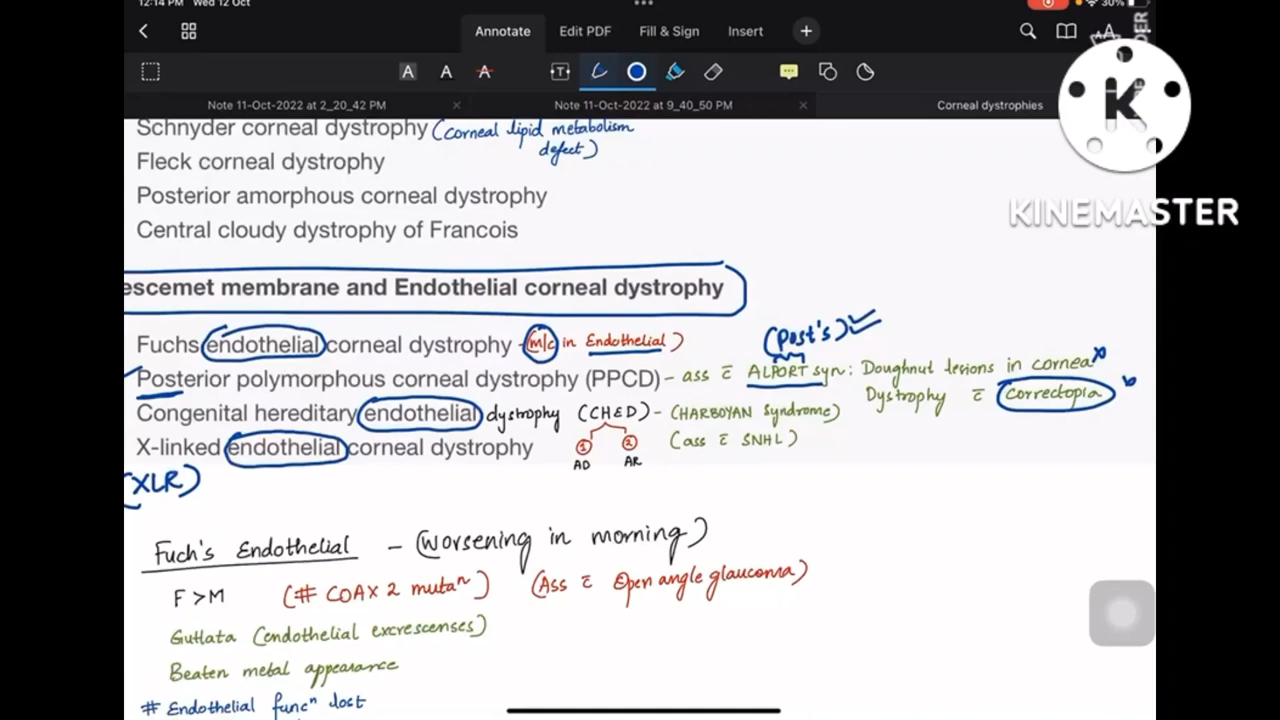 12:14 PM Wed 12 Oct
30%
Annotate Edit PDF Fill & Sign Insert +
A A A T AA
Note 11-Oct-2022 at 2_20_42 PM × Note 11-Oct-2022 at 9_40_50 PM × Corneal dystrophies
K
KINEMASTER
Schnyder corneal dystrophy (corneal lipid metabolism
defect)
Fleck corneal dystrophy
Posterior amorphous corneal dystrophy
Central cloudy dystrophy of Francois
escemet membrane and Endothelial corneal dystrophy
Fuchs endothelial corneal dystrophy - (m/c in Endothelial)
(Post's)
Posterior polymorphous corneal dystrophy (PPCD) - ass c̄ ALPORT syn: Doughnut lesions in cornea
Dystrophy c̄ correctopia
Congenital hereditary endothelial dystrophy (CHED) - (HARBOYAN syndrome)
X-linked endothelial corneal dystrophy ① ② (ass c̄ SNHL)
AD AR
(XLR)
Fuch's Endothelial - (worsening in morning)
F > M (# COAX 2 mutaⁿ) (Ass c̄ Open angle glaucoma)
Guttata (endothelial excrescenses)
Beaten metal appearance
# Endothelial funcⁿ lost